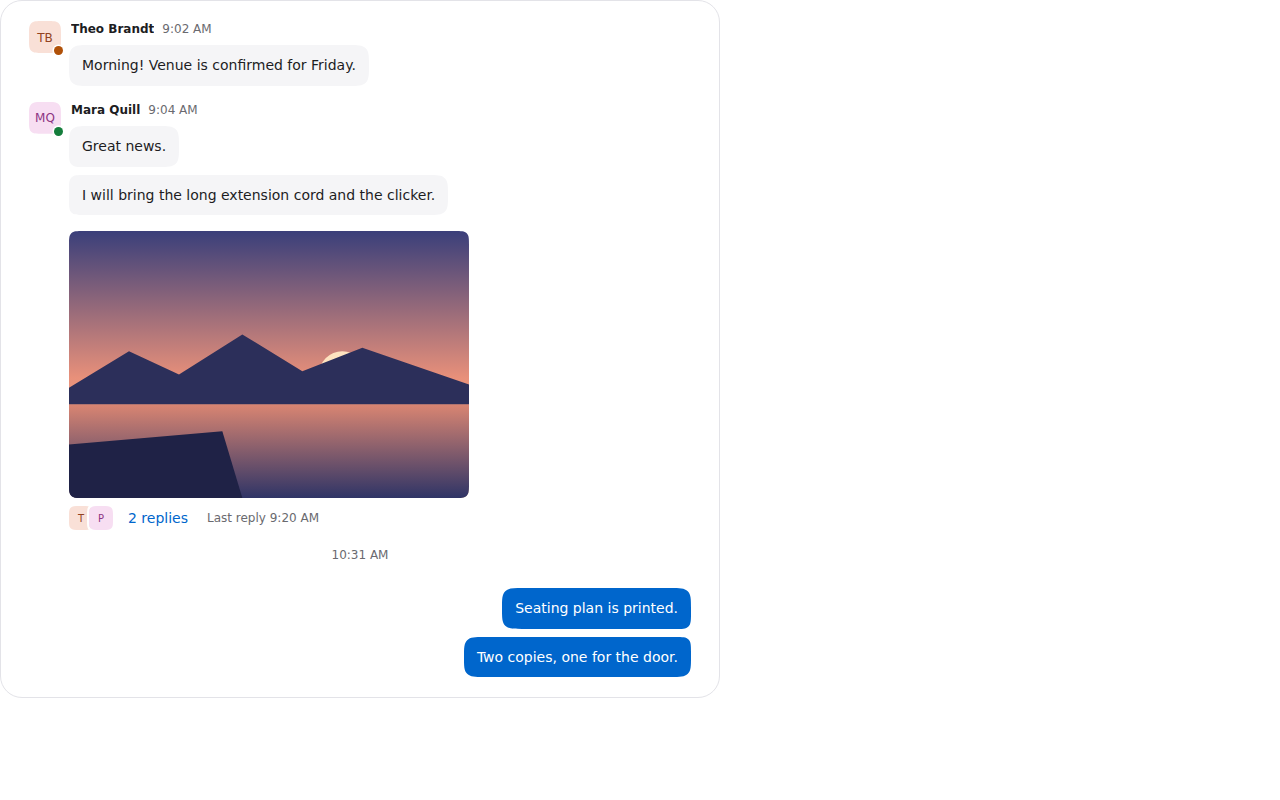 TB
Theo Brandt 9:02 AM
Morning! Venue is confirmed for Friday.
MQ
Mara Quill 9:04 AM
Great news.
I will bring the long extension cord and the clicker.
T P 2 replies Last reply 9:20 AM
10:31 AM
Seating plan is printed.
Two copies, one for the door.